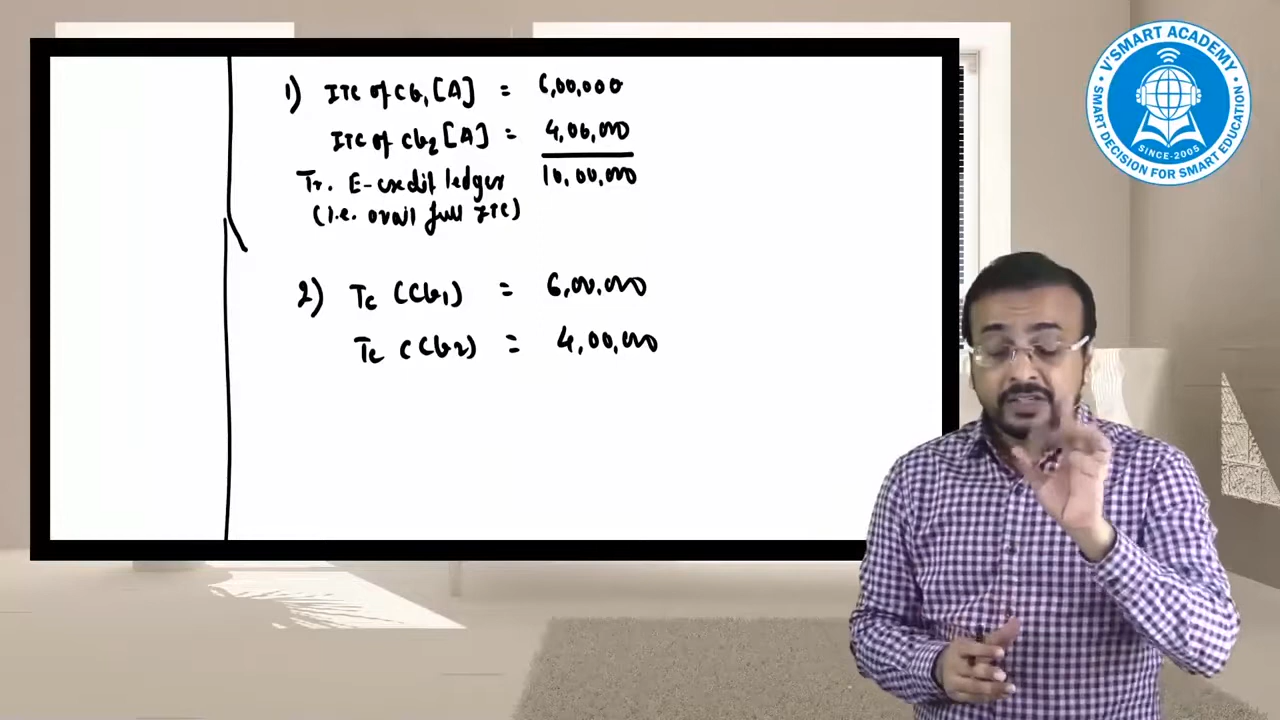 1) ITC of CG1 [A] = 6,00,000
ITC of CG2 [A] = 4,00,000
Tr. E-credit ledger 10,00,000
(i.e. avail full ITC)
2) Tc (CG1) = 6,00,000
Tc (CG2) = 4,00,000
V'SMART ACADEMY
SINCE-2005
SMART DECISION FOR SMART EDUCATION